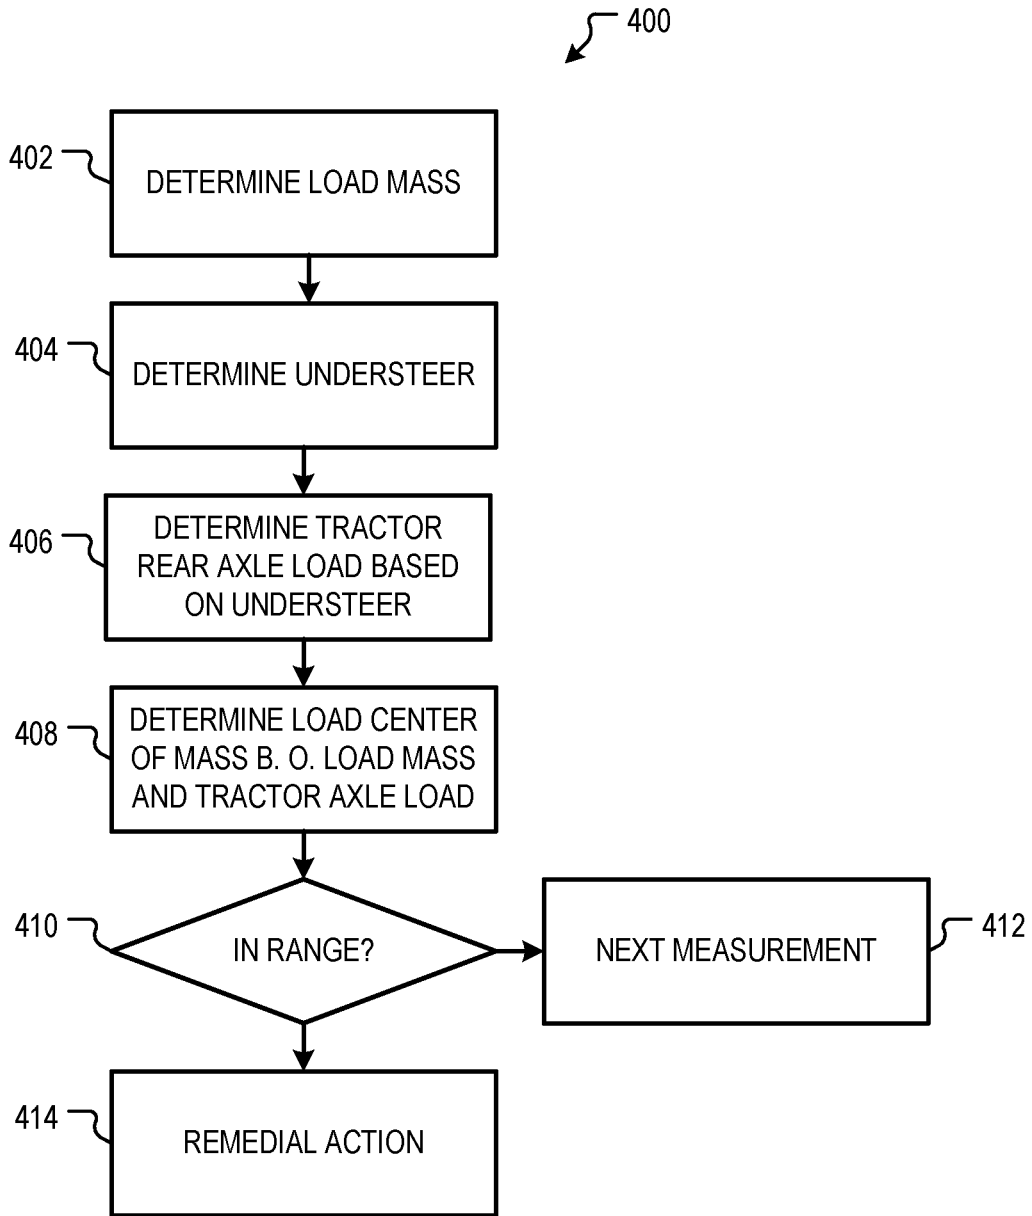 400
402
DETERMINE LOAD MASS
404
DETERMINE UNDERSTEER
406
DETERMINE TRACTOR
REAR AXLE LOAD BASED
ON UNDERSTEER
408
DETERMINE LOAD CENTER
OF MASS B. O. LOAD MASS
AND TRACTOR AXLE LOAD
410
IN RANGE?
NEXT MEASUREMENT
412
414
REMEDIAL ACTION